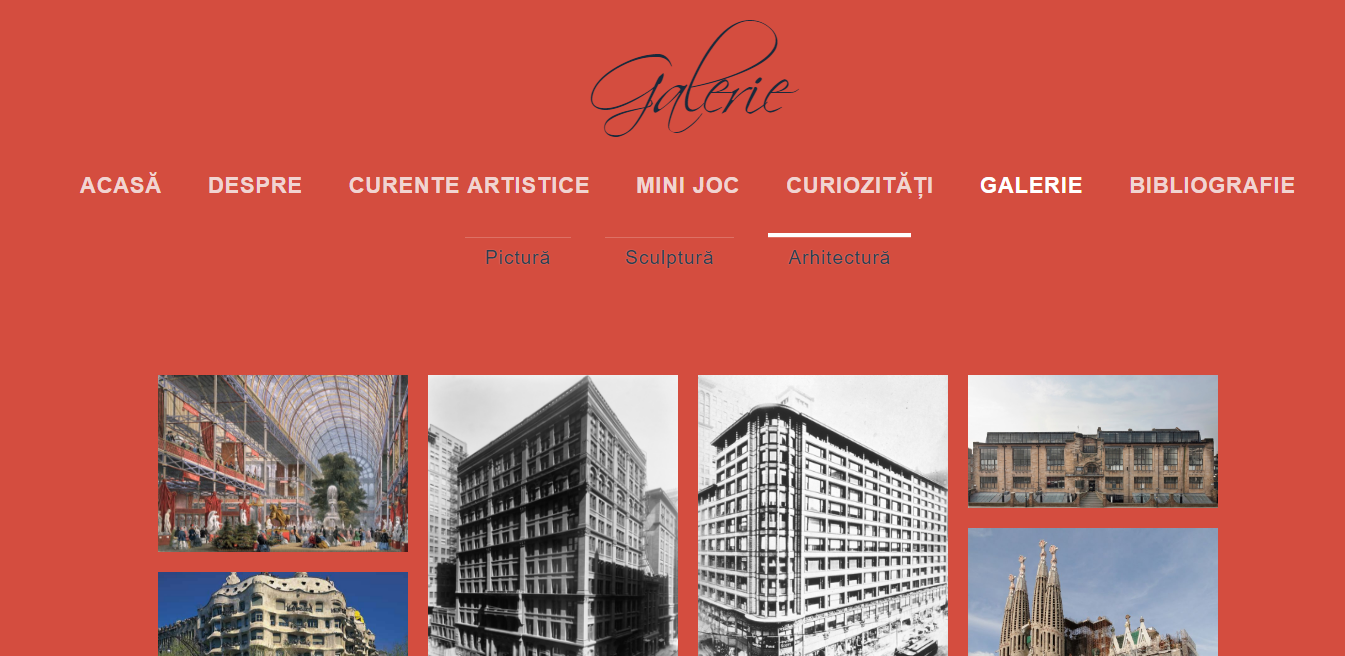 Galerie
ACASĂ DESPRE CURENTE ARTISTICE MINI JOC CURIOZITĂȚI GALERIE BIBLIOGRAFIE
Pictură Sculptură Arhitectură